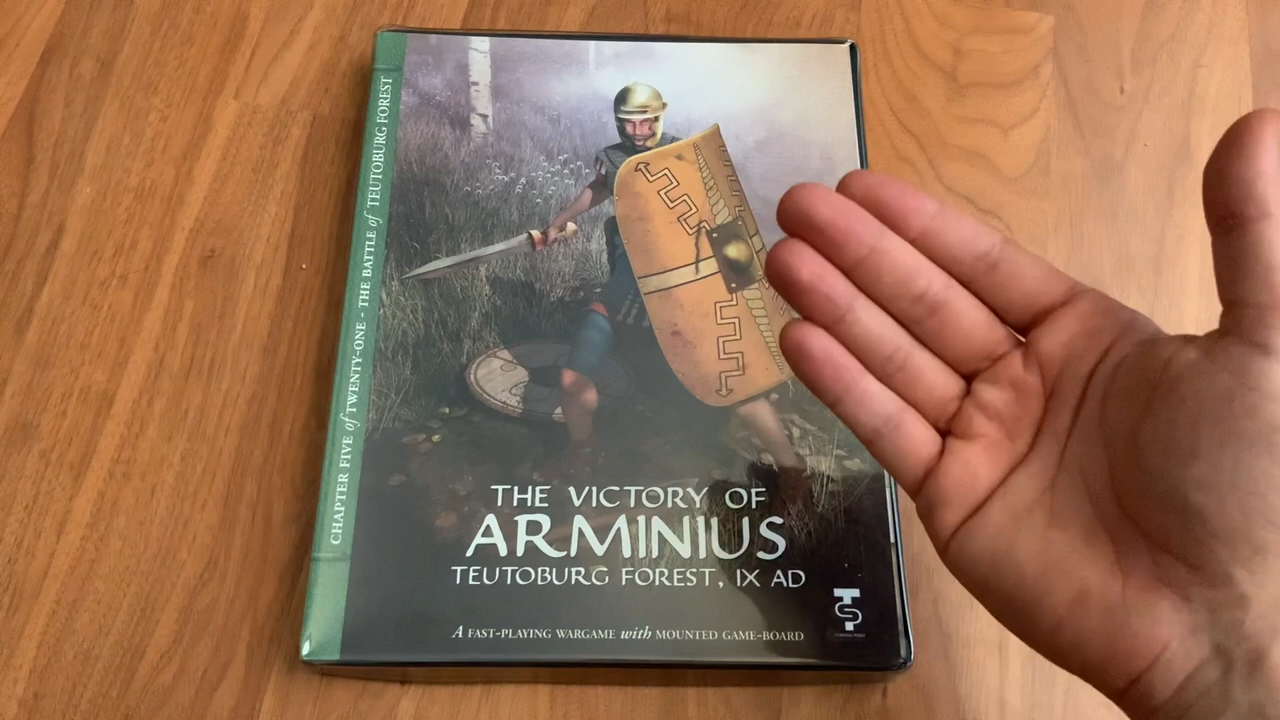 CHAPTER FIVE of TWENTY-ONE - THE BATTLE of TEUTOBURG FOREST
THE VICTORY OF
ARMINIUS
TEUTOBURG FOREST, IX AD
A FAST-PLAYING WARGAME with MOUNTED GAME-BOARD